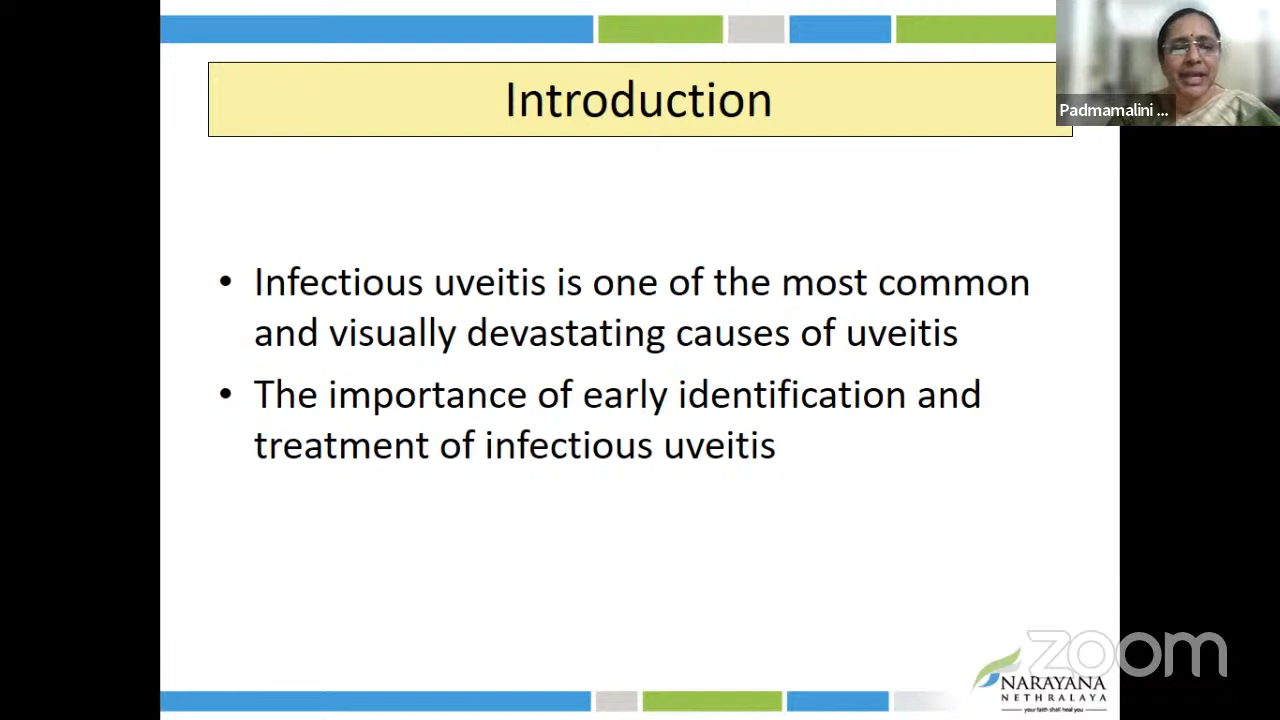 Introduction
Padmamalini ...
• Infectious uveitis is one of the most common
and visually devastating causes of uveitis
• The importance of early identification and
treatment of infectious uveitis
zoom
NARAYANA
NETHRALAYA
your faith shall heal you